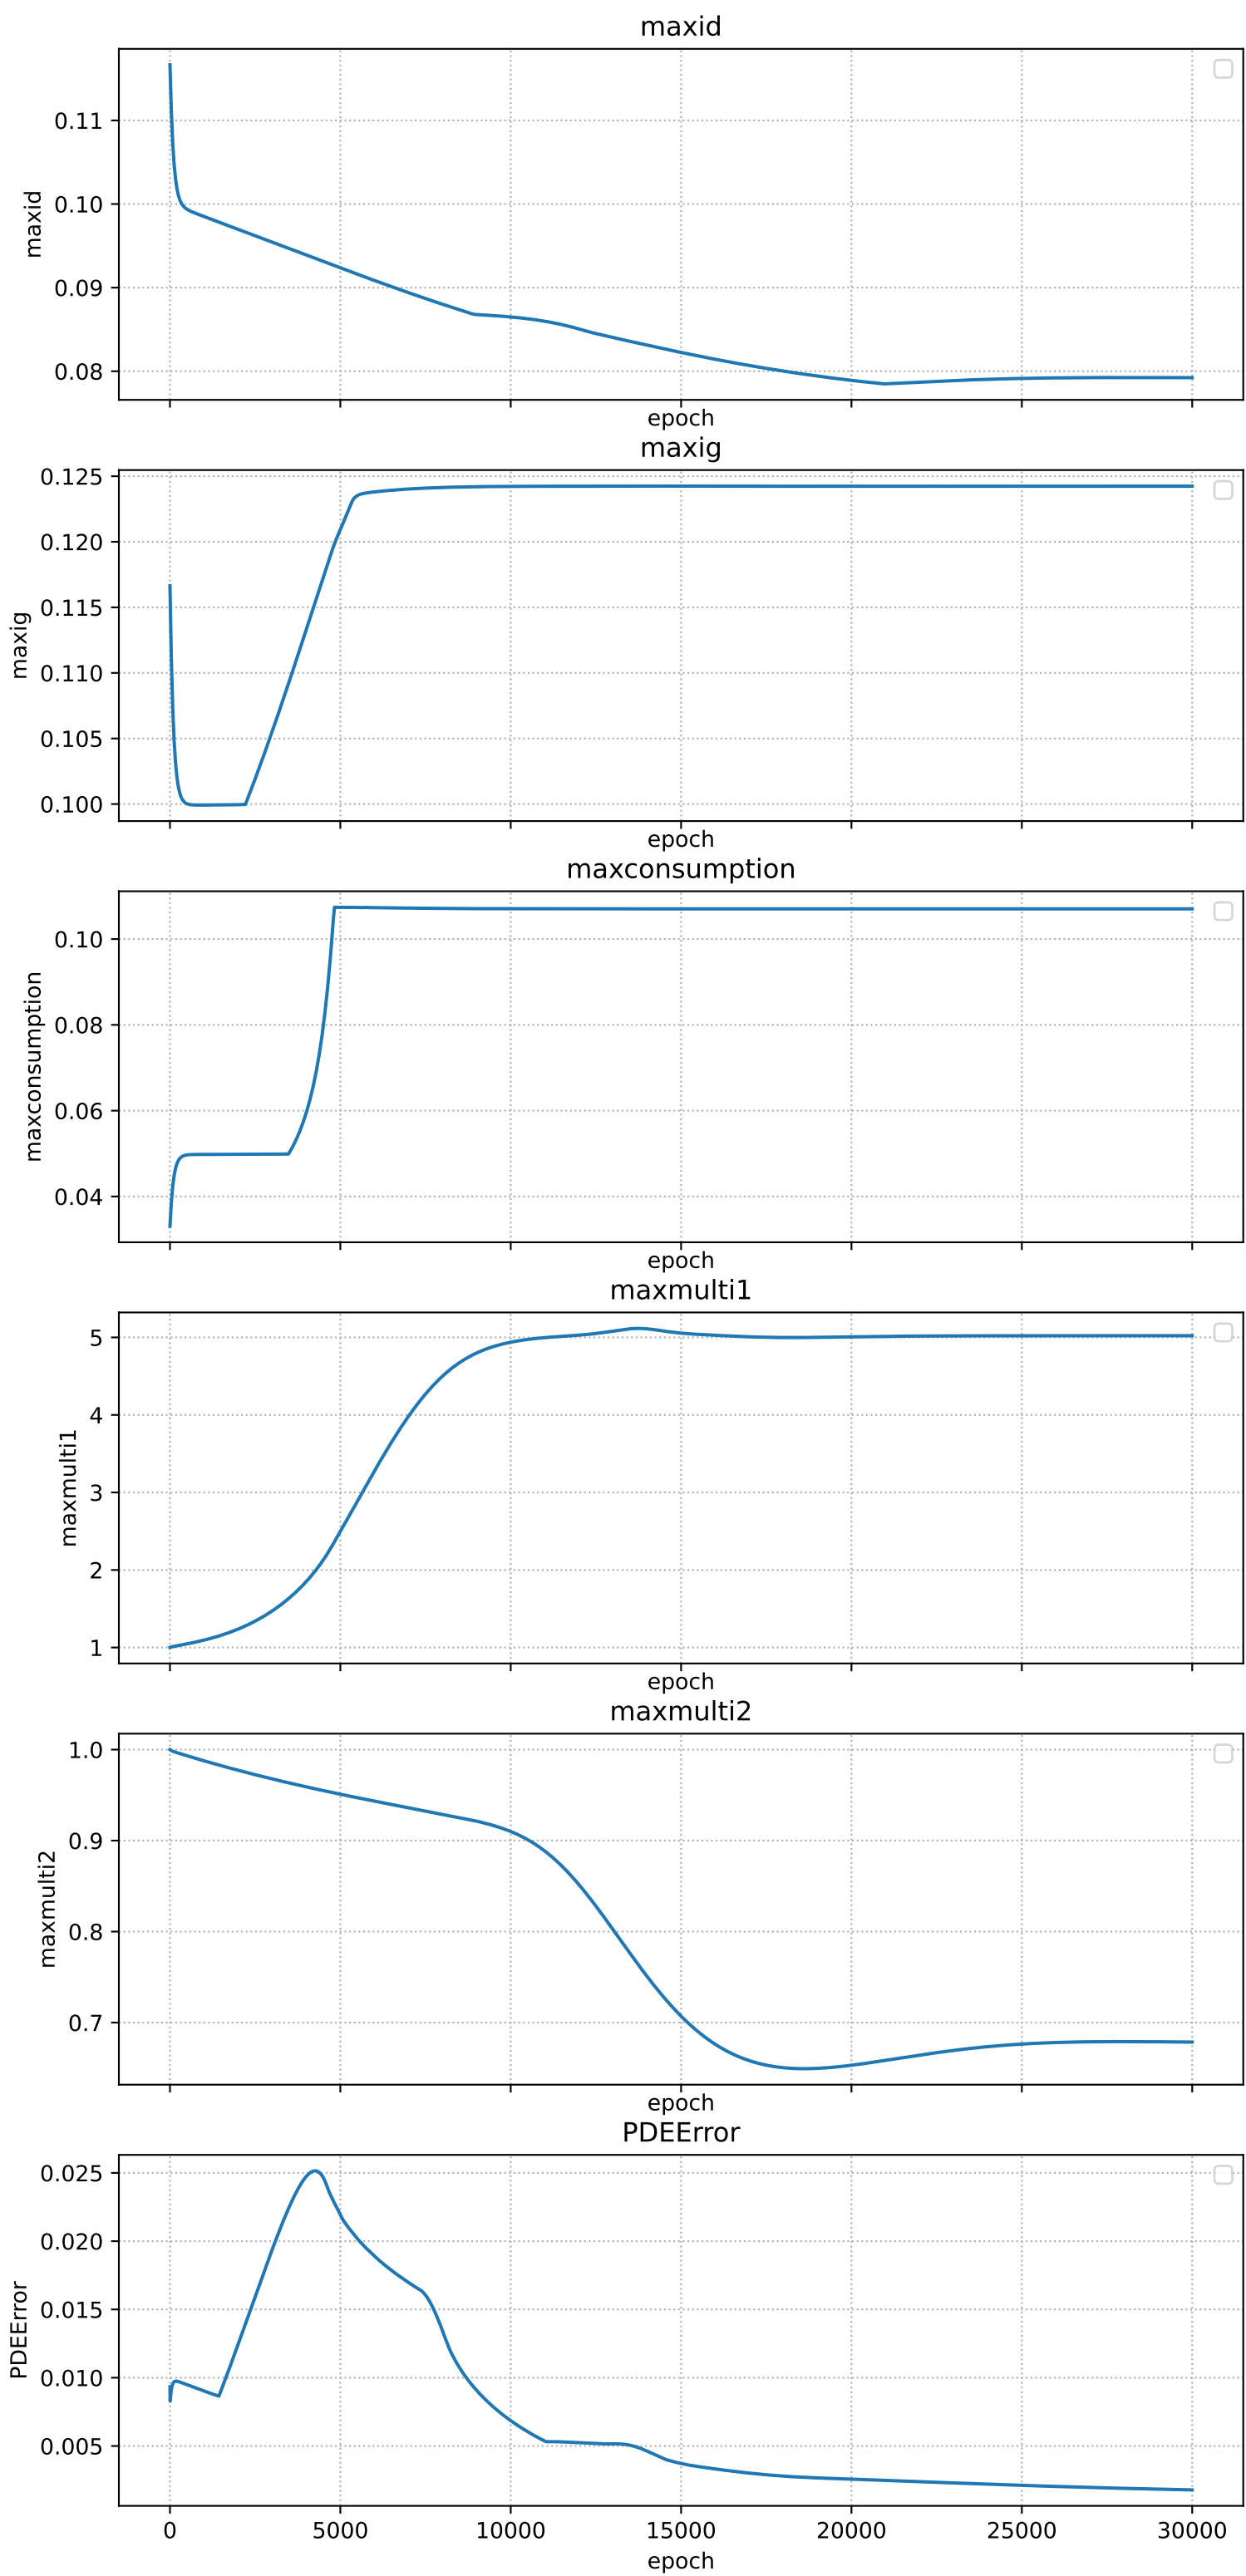 maxid
0.11
0.10
0.09
0.08
maxid
epoch
maxig
0.125
0.120
0.115
0.110
0.105
0.100
maxig
epoch
maxconsumption
0.10
0.08
0.06
0.04
maxconsumption
epoch
maxmulti1
5
4
3
2
1
maxmulti1
epoch
maxmulti2
1.0
0.9
0.8
0.7
maxmulti2
epoch
PDEError
0.025
0.020
0.015
0.010
0.005
PDEError
0 5000 10000 15000 20000 25000 30000
epoch